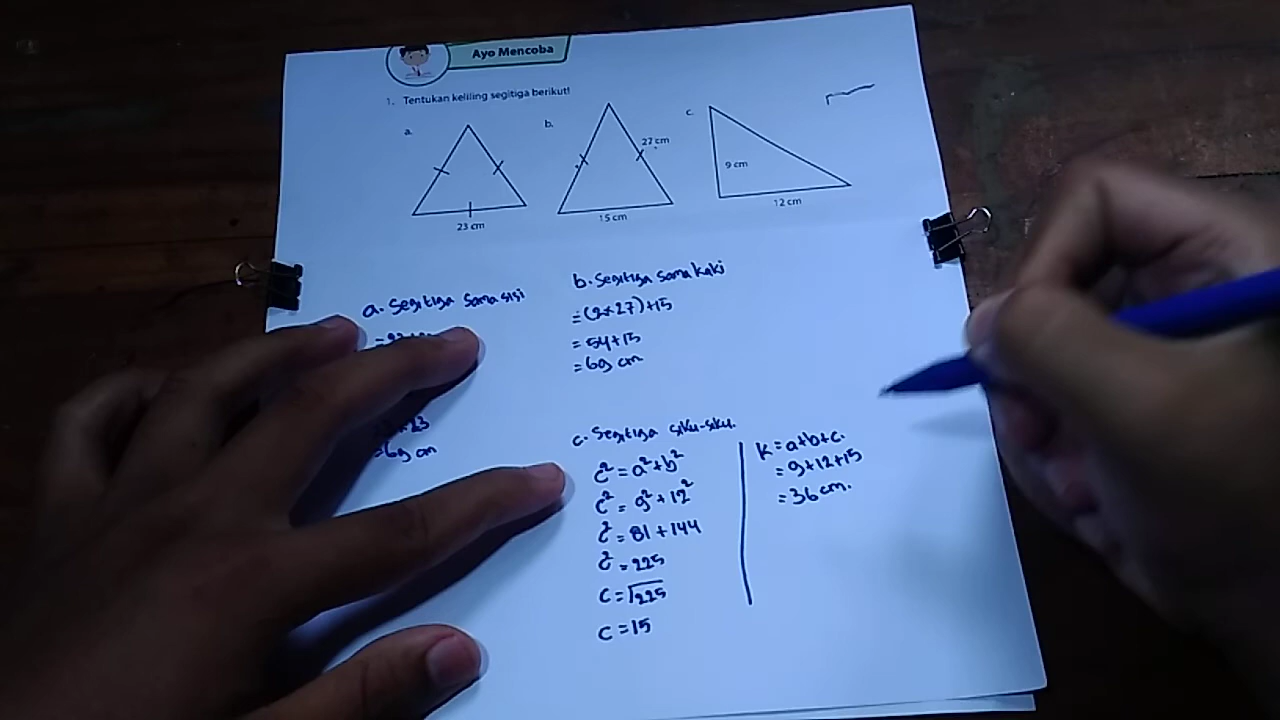 Ayo Mencoba
1. Tentukan keliling segitiga berikut!
a.
b.
c.
27 cm
9 cm
23 cm
15 cm
12 cm
a. Segitiga sama sisi
=69 cm
b. Segitiga sama kaki
=(2×27)+15
= 54+15
=69 cm
c. Segitiga siku-siku.
c²=a²+b²
c²=9²+12²
c²=81+144
c²=225
c=√225
c=15
K=a+b+c.
=9+12+15
=36 cm.